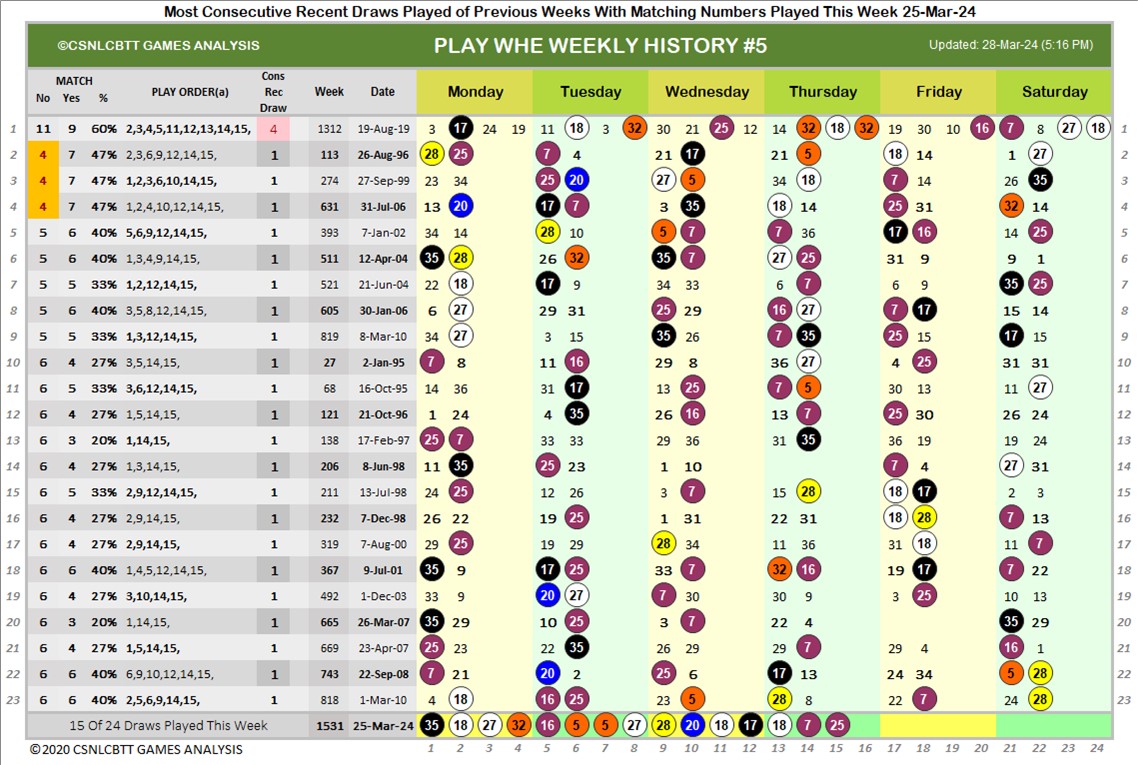 Most Consecutive Recent Draws Played of Previous Weeks With Matching Numbers Played This Week 25-Mar-24
©CSNLCBTT GAMES ANALYSIS PLAY WHE WEEKLY HISTORY #5 Updated: 28-Mar-24 (5:16 PM)
MATCH Cons
No Yes % PLAY ORDER(a) Rec Week Date Monday Tuesday Wednesday Thursday Friday Saturday
Draw
1 11 9 60% 2,3,4,5,11,12,13,14,15, 4 1312 19-Aug-19 3 17 24 19 11 18 3 32 30 21 25 12 14 32 18 32 19 30 10 16 7 8 27 18 1
2 4 7 47% 2,3,6,9,12,14,15, 1 113 26-Aug-96 28 25 7 4 21 17 21 5 18 14 1 27 2
3 4 7 47% 1,2,3,6,10,14,15, 1 274 27-Sep-99 23 34 25 20 27 5 34 18 7 14 26 35 3
4 4 7 47% 1,2,4,10,12,14,15, 1 631 31-Jul-06 13 20 17 7 3 35 18 14 25 31 32 14 4
5 5 6 40% 5,6,9,12,14,15, 1 393 7-Jan-02 34 14 28 10 5 16 7 36 17 16 14 25 5
6 5 6 40% 1,3,4,9,14,15, 1 511 12-Apr-04 35 28 26 32 35 7 27 25 31 9 9 1 6
7 5 5 33% 1,2,12,14,15, 1 521 21-Jun-04 22 18 17 9 34 33 6 7 6 9 35 25 7
8 5 6 40% 3,5,8,12,14,15, 1 605 30-Jan-06 6 27 29 31 25 29 16 27 7 17 15 14 8
9 5 5 33% 1,3,12,14,15, 1 819 8-Mar-10 34 27 3 15 35 26 7 35 25 15 17 15 9
10 6 4 27% 3,5,14,15, 1 27 2-Jan-95 7 8 11 16 29 8 36 27 4 25 31 31 10
11 6 5 33% 3,6,12,14,15, 1 68 16-Oct-95 14 36 31 17 13 25 7 5 30 13 11 27 11
12 6 4 27% 1,5,14,15, 1 121 21-Oct-96 1 24 4 35 26 16 13 7 25 30 26 24 12
13 6 3 20% 1,14,15, 1 138 17-Feb-97 25 7 33 33 29 36 31 35 36 19 19 24 13
14 6 4 27% 1,3,14,15, 1 206 8-Jun-98 11 35 25 23 1 10 7 4 27 31 14
15 6 5 33% 2,9,12,14,15, 1 211 13-Jul-98 24 25 12 26 3 7 15 28 18 17 2 3 15
16 6 4 27% 2,9,14,15, 1 232 7-Dec-98 26 22 19 25 1 31 22 31 18 28 7 13 16
17 6 4 27% 2,9,14,15, 1 319 7-Aug-00 29 25 19 29 28 34 11 36 31 18 11 7 17
18 6 6 40% 1,4,5,12,14,15, 1 367 9-Jul-01 35 9 17 25 33 7 32 16 19 17 7 22 18
19 6 4 27% 3,10,14,15, 1 492 1-Dec-03 33 9 20 27 7 30 30 9 3 25 10 13 19
20 6 3 20% 1,14,15, 1 665 26-Mar-07 35 29 10 25 3 7 22 4 35 29 20
21 6 4 27% 1,5,14,15, 1 669 23-Apr-07 25 23 22 35 26 29 29 7 29 4 16 1 21
22 6 6 40% 6,9,10,12,14,15, 1 743 22-Sep-08 7 21 20 2 25 6 17 13 24 34 5 28 22
23 6 6 40% 2,5,6,9,14,15, 1 818 1-Mar-10 4 18 16 25 23 5 28 8 22 7 24 28 23
15 Of 24 Draws Played This Week 1531 25-Mar-24 35 18 27 32 16 5 5 27 28 20 18 17 18 7 25
©2020 CSNLCBTT GAMES ANALYSIS 1 2 3 4 5 6 7 8 9 10 11 12 13 14 15 16 17 18 19 20 21 22 23 24